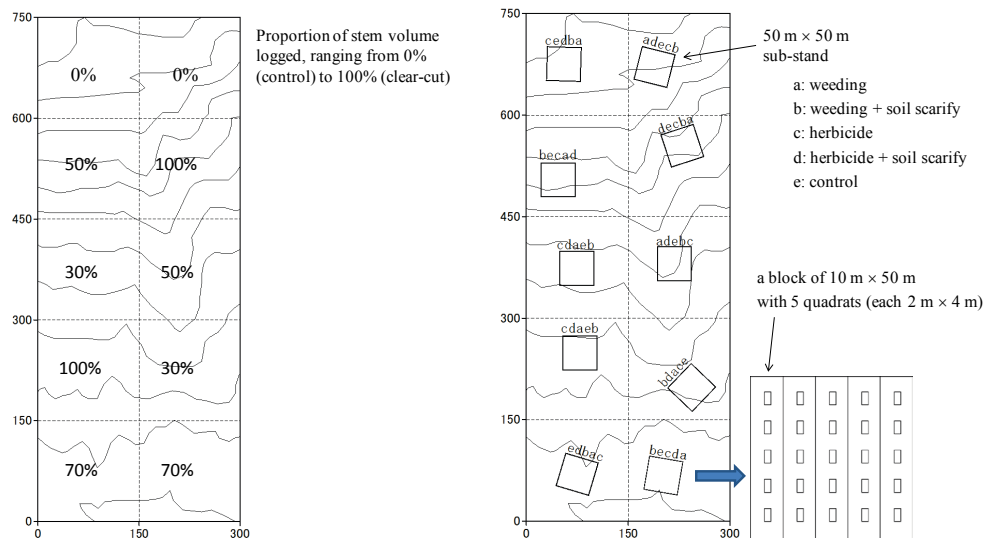 750
600
450
300
150
0
0
150
300
0%
0%
50%
100%
30%
50%
100%
30%
70%
70%
Proportion of stem volume
logged, ranging from 0%
(control) to 100% (clear-cut)
750
600
450
300
150
0
0
150
300
cedba
adecb
decba
becad
cdaeb
adebc
cdaeb
bdace
edbac
becda
50 m × 50 m
sub-stand
a: weeding
b: weeding + soil scarify
c: herbicide
d: herbicide + soil scarify
e: control
a block of 10 m × 50 m
with 5 quadrats (each 2 m × 4 m)